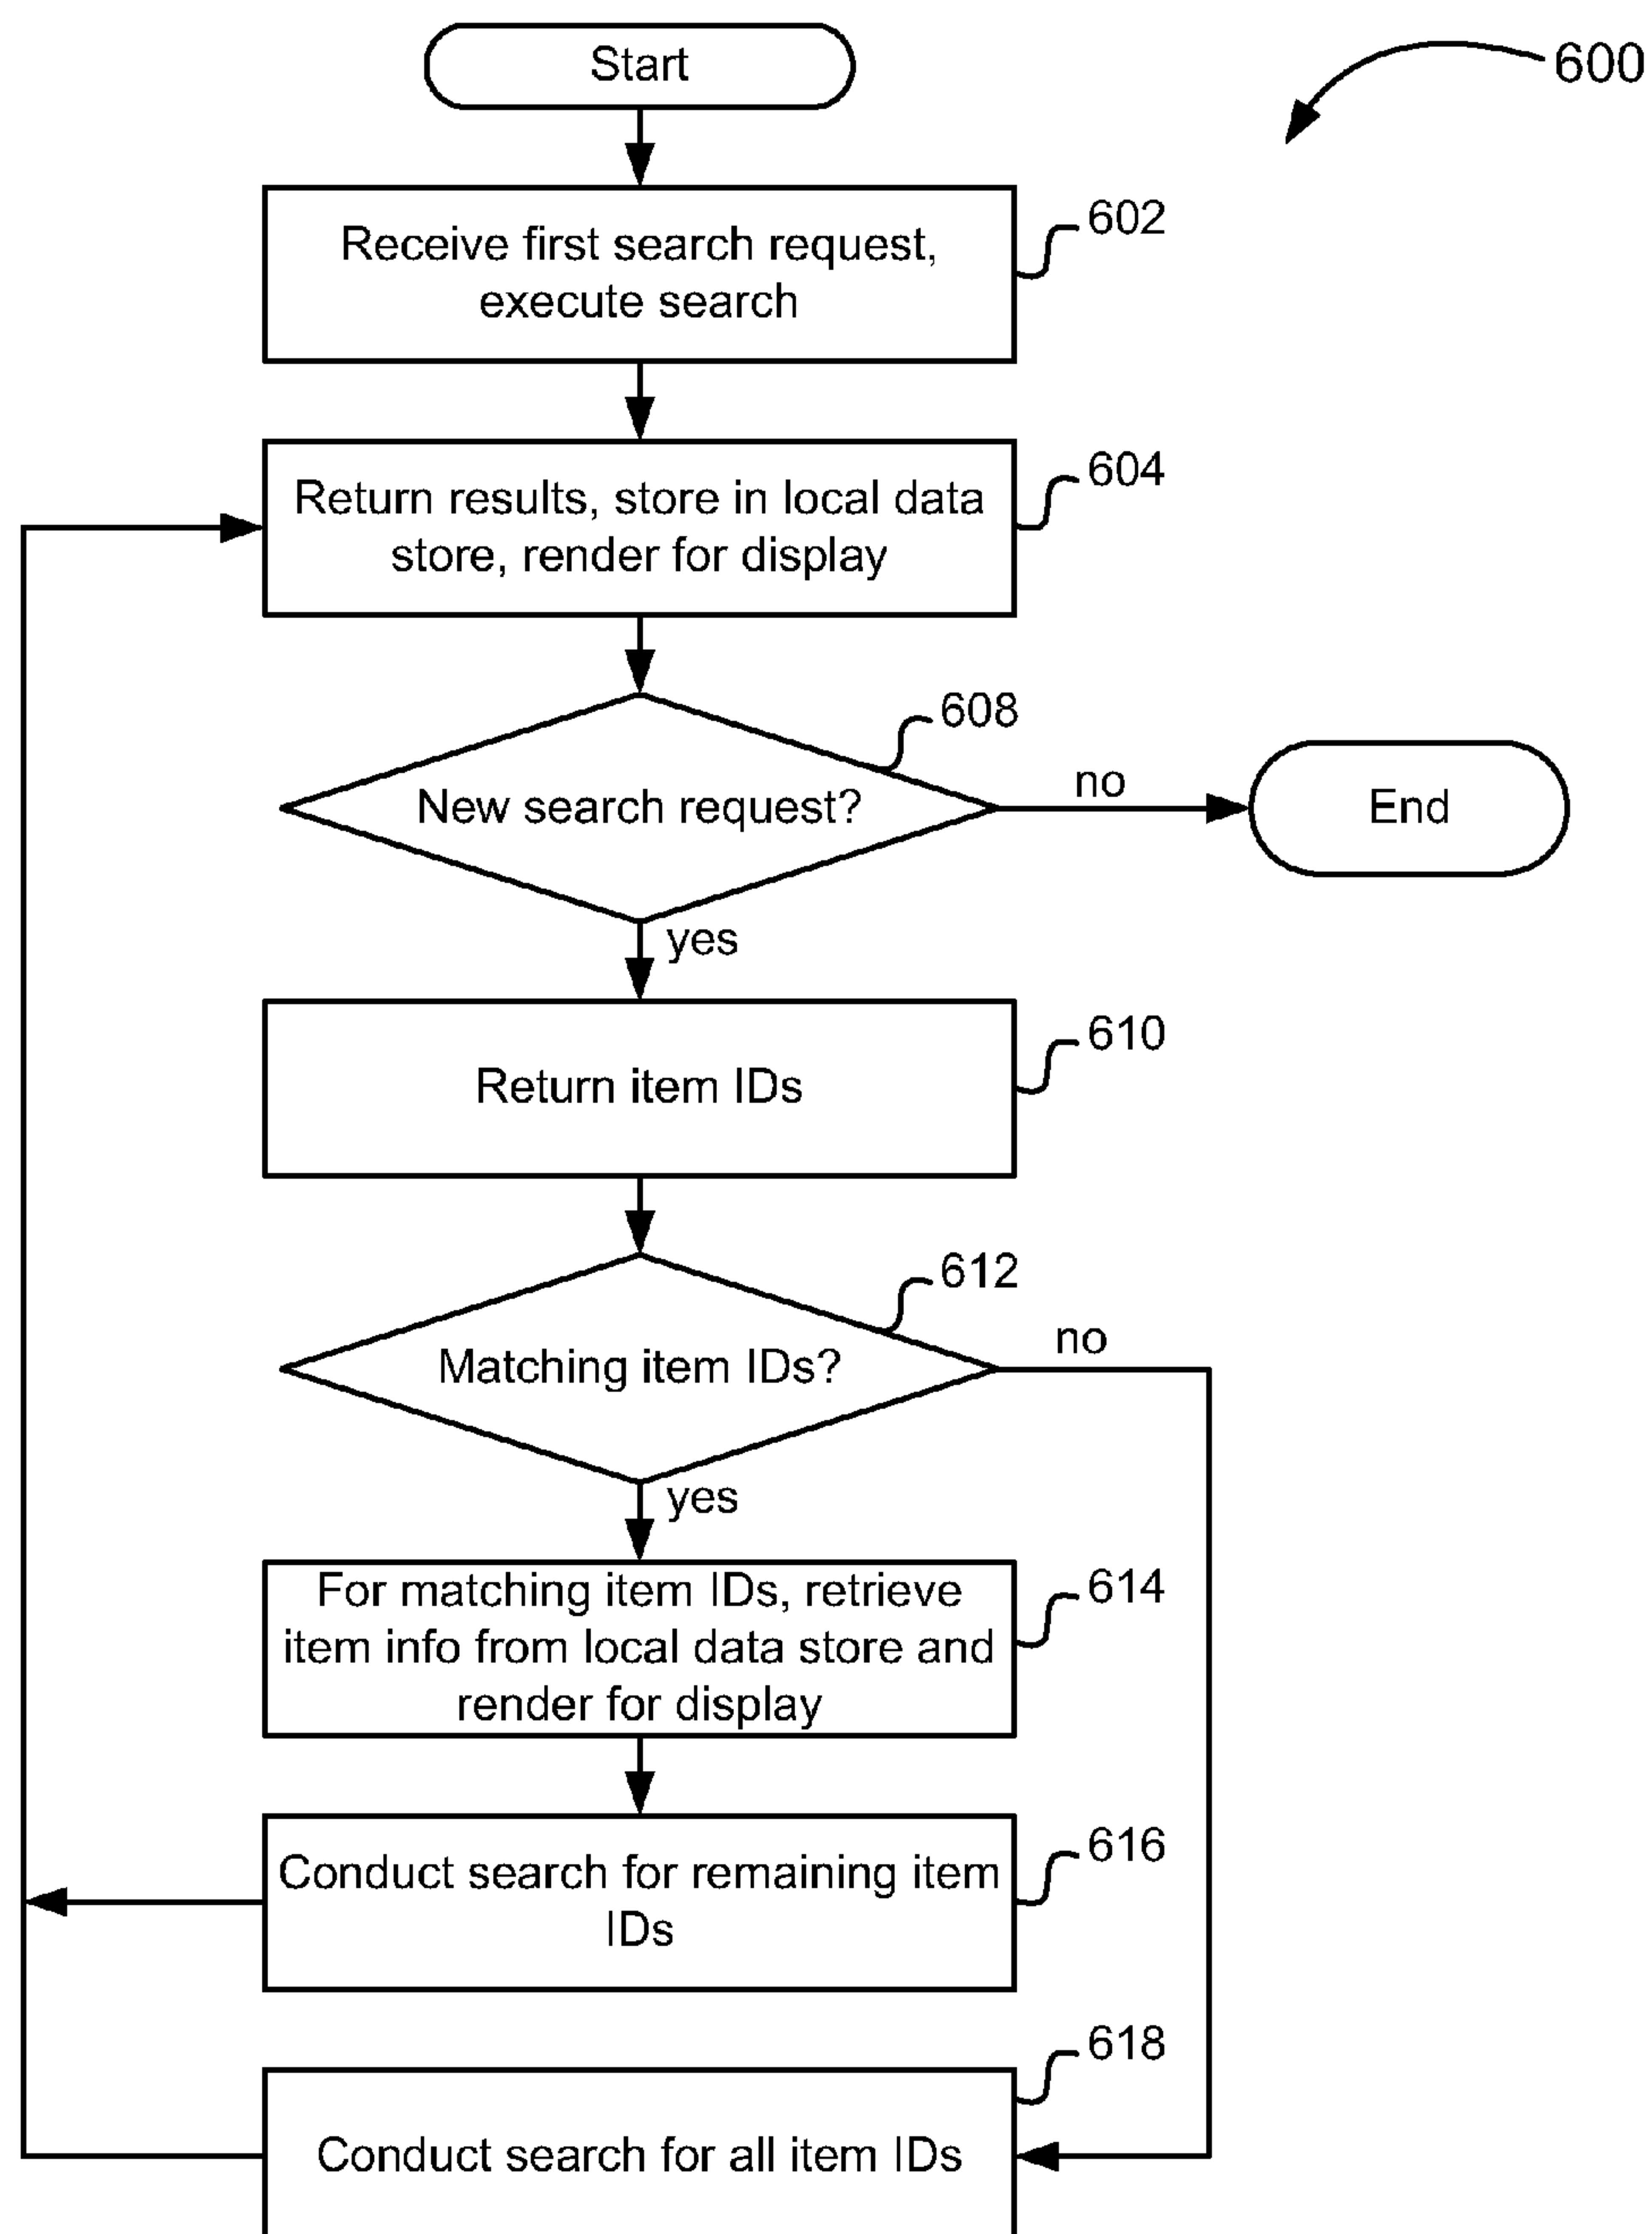 Start
600
Receive first search request,
execute search
602
Return results, store in local data
store, render for display
604
New search request?
608
no
End
yes
Return item IDs
610
Matching item IDs?
612
no
yes
For matching item IDs, retrieve
item info from local data store and
render for display
614
Conduct search for remaining item
IDs
616
Conduct search for all item IDs
618